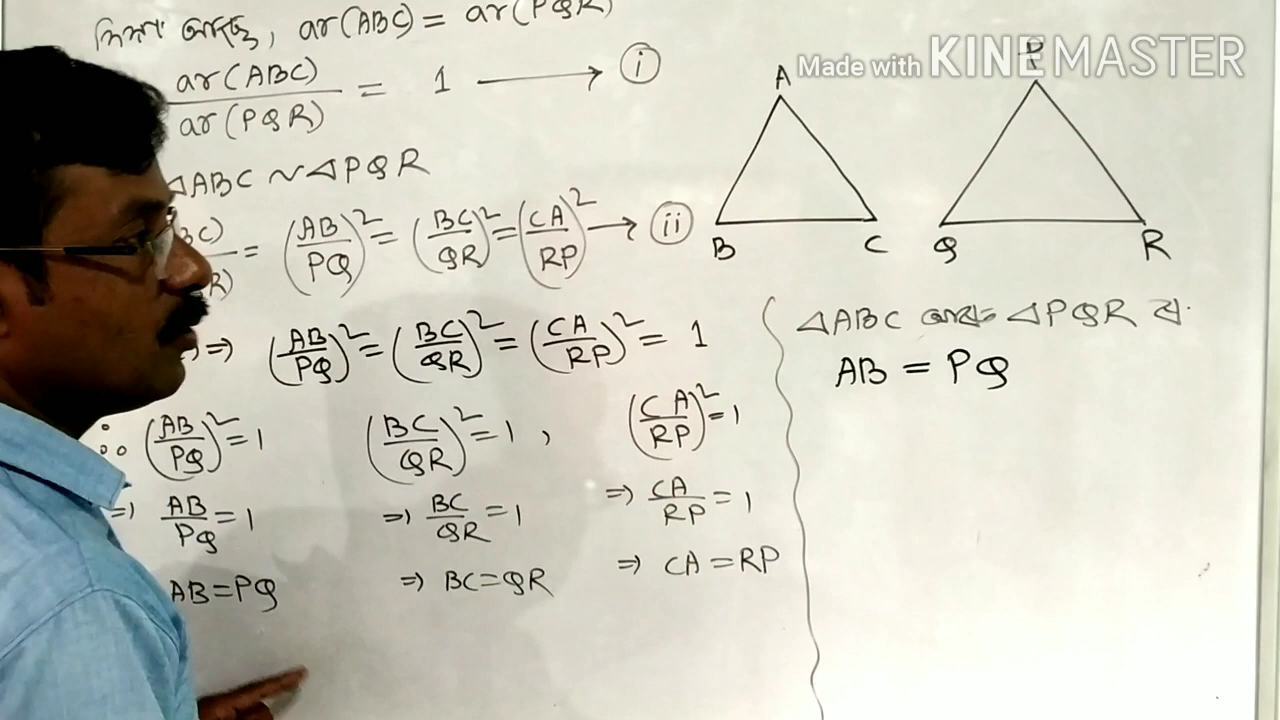 দিয়া আছে, ar(ABC) = ar(PQR)
ar(ABC)/ar(PQR) = 1 ⟶ (i)
△ABC ~ △PQR
BC)/R) = (AB/PQ)² = (BC/QR)² = (CA/RP)² → (ii)
) ⇒ (AB/PQ)² = (BC/QR)² = (CA/RP)² = 1
∴ (AB/PQ)² = 1 (BC/QR)² = 1 , (CA/RP)² = 1
⇒ AB/PQ = 1 ⇒ BC/QR = 1 ⇒ CA/RP = 1
AB = PQ ⇒ BC = QR ⇒ CA = RP
Made with KINEMASTER
A
P
B
C
Q
R
△ABC আৰু △PQR ৰ
AB = PQ